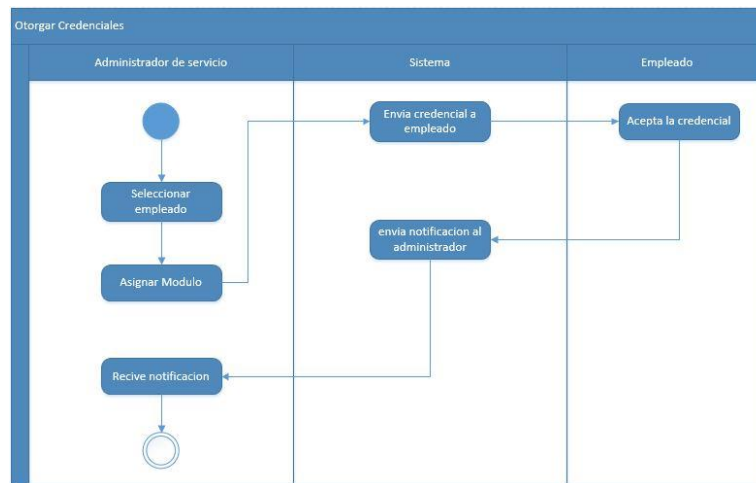 Otorgar Credenciales
Administrador de servicio
Sistema
Empleado
Envía credencial a
empleado
Acepta la credencial
Seleccionar
empleado
envia notificacion al
administrador
Asignar Modulo
Recive notificacion